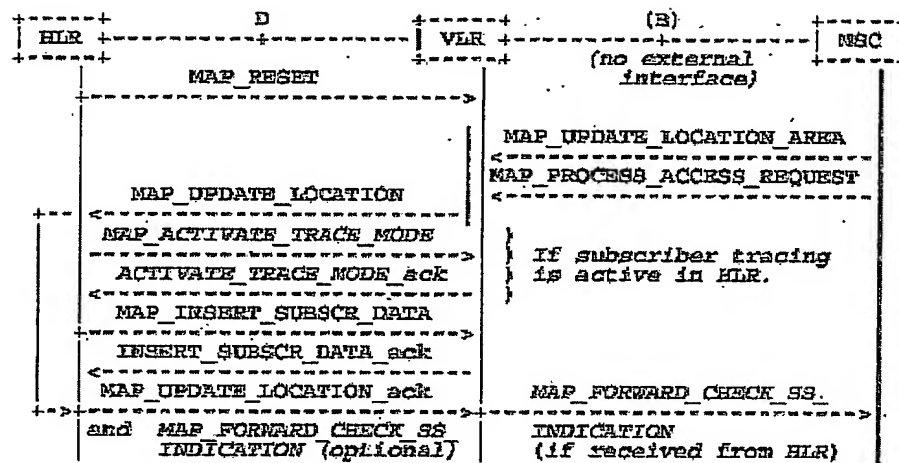 D (B)
HLR VLR MSC
(no external
interface)
MAP_RESET
MAP_UPDATE_LOCATION_AREA
MAP_PROCESS_ACCESS_REQUEST
MAP_UPDATE_LOCATION
MAP_ACTIVATE_TRACE_MODE
If subscriber tracing
ACTIVATE_TRACE_MODE_ack
is active in HLR.
MAP_INSERT_SUBSCR_DATA
INSERT_SUBSCR_DATA_ack
MAP_UPDATE_LOCATION_ack MAP_FORWARD_CHECK_SS.
and MAP_FORWARD_CHECK_SS INDICATION
INDICATION (optional) (if received from HLR)